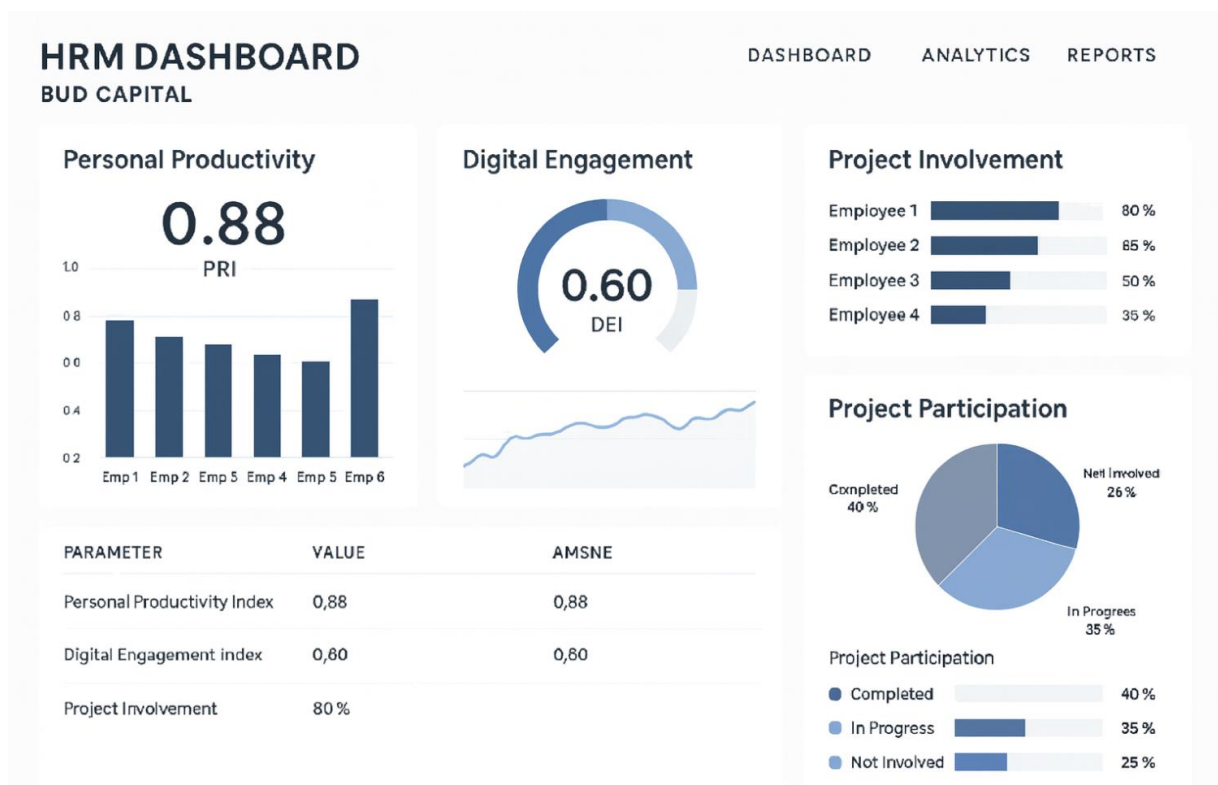 HRM DASHBOARD
BUD CAPITAL
DASHBOARD ANALYTICS REPORTS
Personal Productivity
0.88
PRI
1.0
0 8
0 0
0.4
0 2
Emp 1 Emp 2 Emp 5 Emp 4 Emp 5 Emp 6
Digital Engagement
0.60
DEI
Project Involvement
Employee 1 80 %
Employee 2 65 %
Employee 3 50 %
Employee 4 35 %
Project Participation
Completed
40 %
Involved
26 %
In Progrees
35 %
Project Participation
Completed 40 %
In Progress 35 %
Not Involved 25 %
PARAMETER VALUE AMSNE
Personal Productivity Index 0,88 0,88
Digital Engagement index 0,60 0,60
Project Involvement 80 %